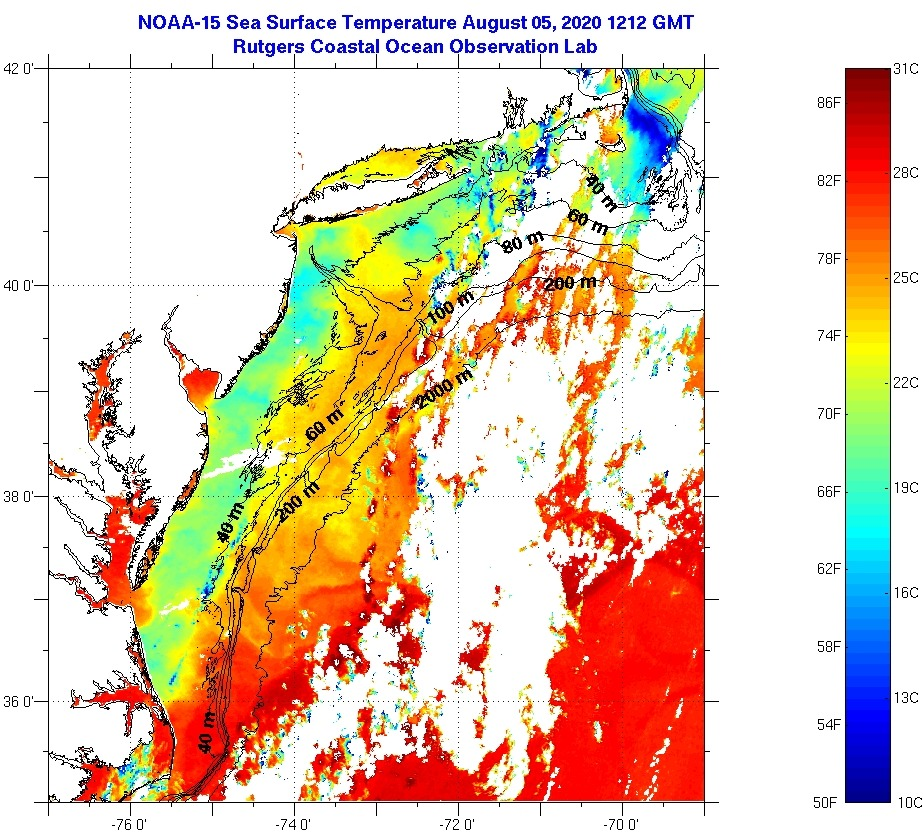 NOAA-15 Sea Surface Temperature August 05, 2020 1212 GMT
Rutgers Coastal Ocean Observation Lab
42 0'
40 0'
38 0'
36 0'
-76 0'
-74 0'
-72 0'
-70 0'
40 m
60 m
80 m
200 m
100 m
2000 m
60 m
200 m
40 m
40 m
86F
82F
78F
74F
70F
66F
62F
58F
54F
50F
31C
28C
25C
22C
19C
16C
13C
10C